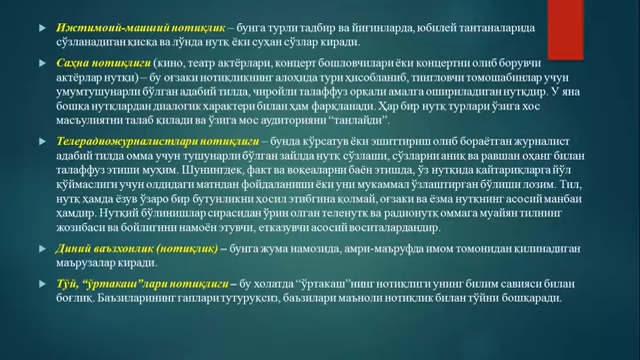 Ижтимоий-маиший нотиқлик – бунга турли тадбир ва йиғинларда, юбилей тантаналарида
сўзланадиган қисқа ва лўнда нутқ ёки суҳан сўзлар киради.
Саҳна нотиқлиги (кино, театр актёрлари, концерт бошловчилари ёки концертни олиб борувчи
актёрлар нутқи) – бу оғзаки нотиқликнинг алоҳида тури ҳисобланиб, тингловчи томошабинлар учун
умумтушунарли бўлган адабий тилда, чиройли талаффуз орқали амалга ошириладиган нутқдир. У яна
бошқа нутқлардан диалогик характери билан ҳам фарқланади. Ҳар бир нутқ турлари ўзига хос
масъулиятни талаб қилади ва ўзига мос аудиторияни “танлайди”.
Телерадиожурналистлари нотиқлиги – бунда кўрсатув ёки эшиттириш олиб бораётган журналист
адабий тилда омма учун тушунарли бўлган зайлда нутқ сўзлаши, сўзларни аниқ ва равшан оҳанг билан
талаффуз этиши муҳим. Шунингдек, факт ва воқеаларни баён этишда, ўз нутқида қайтариқларга йўл
қўймаслиги учун олдидаги матндан фойдаланиши ёки уни мукаммал ўзлаштирган бўлиши лозим. Тил,
нутқ ҳамда ёзув ўзаро бир бутунликни ҳосил этибгина қолмай, оғзаки ва ёзма нутқнинг асосий манбаи
ҳамдир. Нутқий бўлинишлар сирасидан ўрин олган теленутқ ва радионутқ оммага муайян тилнинг
жозибаси ва бойлигини намоён этувчи, етказувчи асосий воситалардандир.
Диний ваъзхонлик (нотиқлик) – бунга жума намозида, амри-маъруфда имом томонидан қилинадиган
маърузалар киради.
Тўй, “ўртакаш”лари нотиқлиги – бу холатда “ўртакаш”нинг нотиқлиги унинг билим савияси билан
боғлиқ. Баъзиларининг гаплари тутуруқсиз, баъзилари маъноли нотиқлик билан тўйни бошқаради.